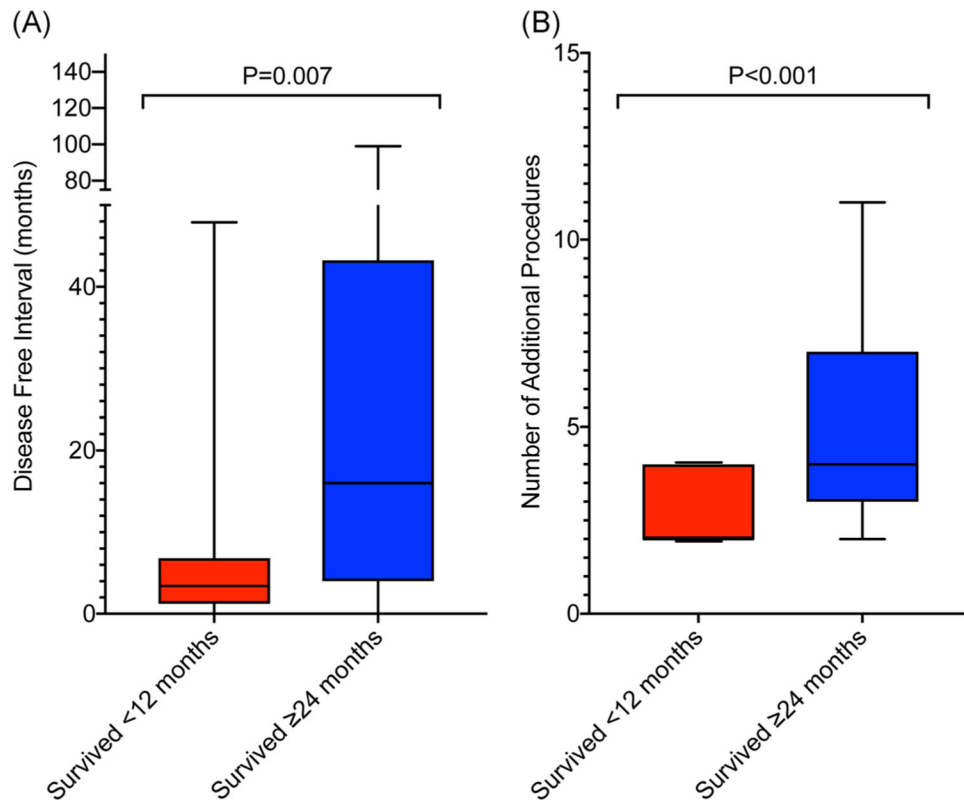 (A)
P=0.007
Disease Free Interval (months)
140
120
100
80
40
20
0
Survived <12 months
Survived ≥24 months
(B)
P<0.001
Number of Additional Procedures
15
10
5
0
Survived <12 months
Survived ≥24 months